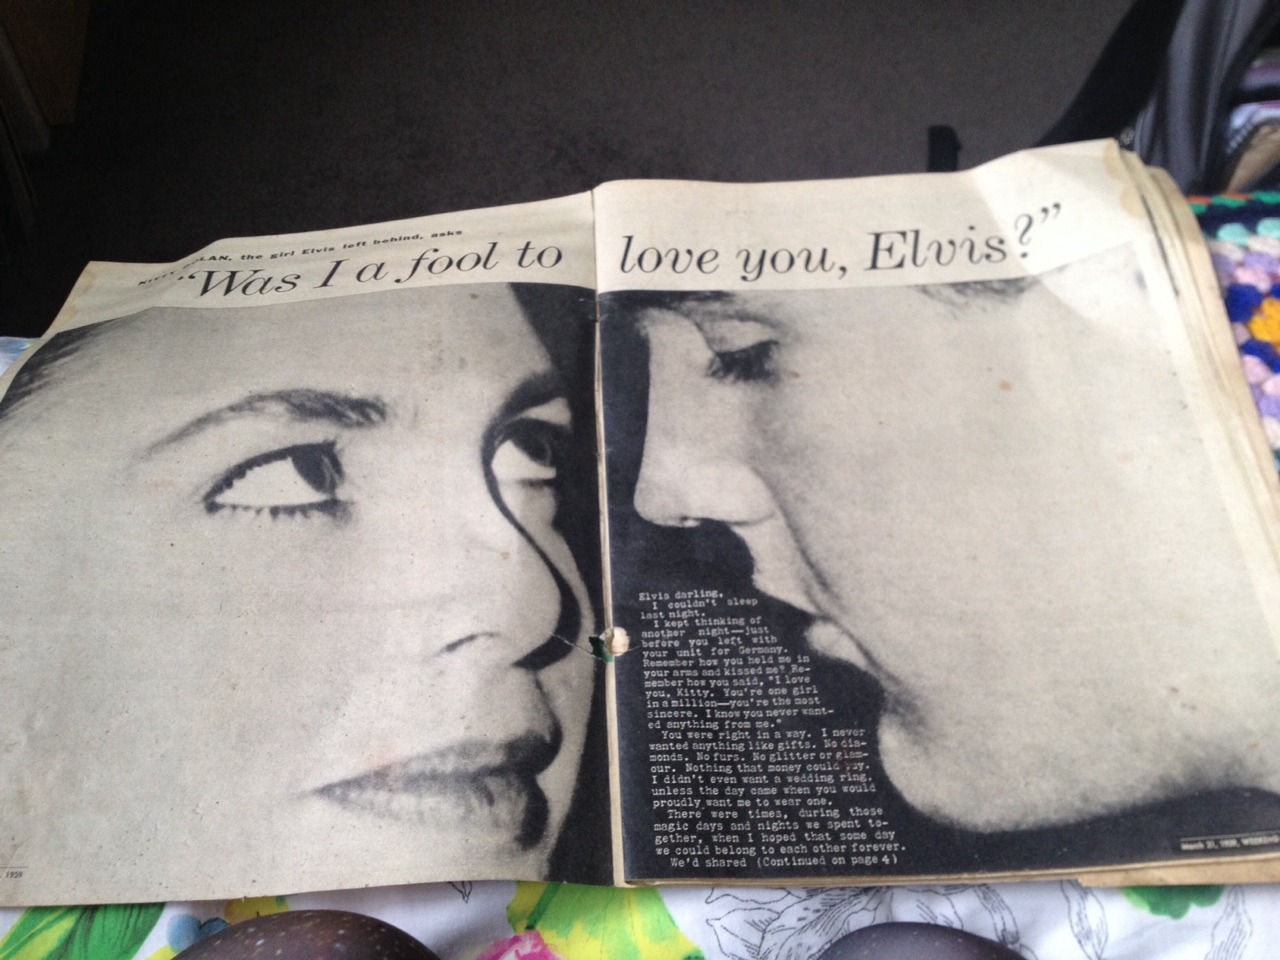 the girl Elvis left behind, asks
"Was I a fool to love you, Elvis?"
Elvis darling,
I couldn't sleep
last night.
I kept thinking of
another night—just
before you left with
your unit for Germany.
Remember how you held me in
your arms and kissed me? Re-
member how you said, "I love
you, Kitty. You're one girl
in a million—you're the most
sincere. I know you never want-
ed anything from me."
You were right in a way. I never
wanted anything like gifts. No dia-
monds. No furs. No glitter or glam-
our. Nothing that money could buy.
I didn't even want a wedding ring,
unless the day came when you would
proudly want me to wear one.
There were times, during those
magic days and nights we spent to-
gether, when I hoped that some day
we could belong to each other forever.
We'd shared (Continued on page 4)
, 1959
March